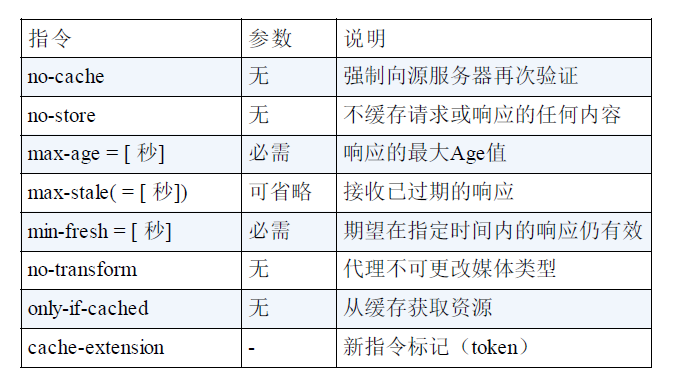 指令 参数 说明
no-cache 无 强制向源服务器再次验证
no-store 无 不缓存请求或响应的任何内容
max-age = [ 秒] 必需 响应的最大Age值
max-stale( = [ 秒]) 可省略 接收已过期的响应
min-fresh = [ 秒] 必需 期望在指定时间内的响应仍有效
no-transform 无 代理不可更改媒体类型
only-if-cached 无 从缓存获取资源
cache-extension - 新指令标记（token）